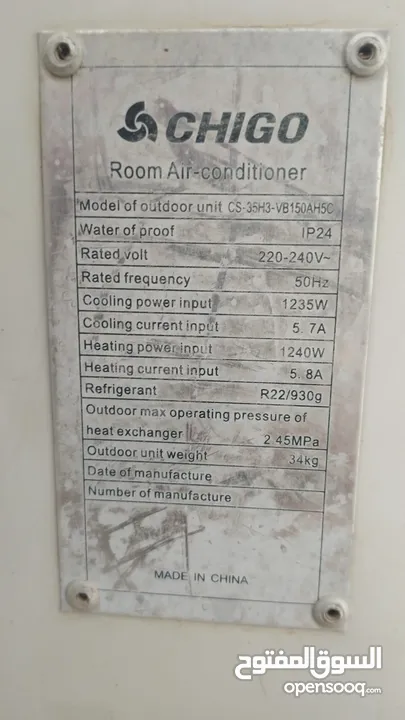 CHIGO
Room Air-conditioner
Model of outdoor unit CS-35H3-VB150AH5C
Water of proof IP24
Rated volt 220-240V~
Rated frequency 50Hz
Cooling power input 1235W
Cooling current input 5.7A
Heating power input 1240W
Heating current input 5.8A
Refrigerant R22/930g
Outdoor max operating pressure of
heat exchanger 2.45MPa
Outdoor unit weight 34kg
Date of manufacture
Number of manufacture
MADE IN CHINA
السوق المفتوح
opensooq.com